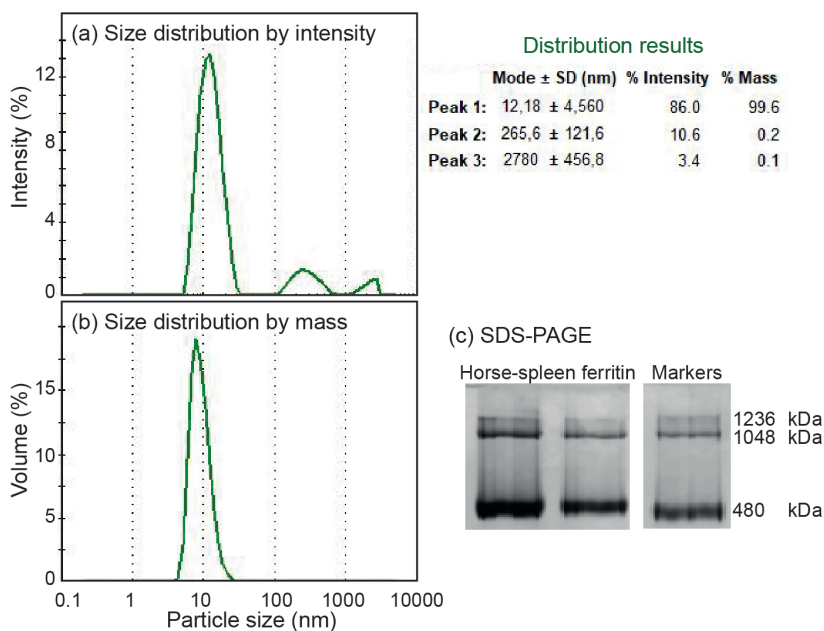 (a) Size distribution by intensity
Intensity (%)
12
8
4
0
Distribution results
Mode ± SD (nm) % Intensity % Mass
Peak 1: 12,18 ± 4,560 86.0 99.6
Peak 2: 265,6 ± 121,6 10.6 0.2
Peak 3: 2780 ± 456,8 3.4 0.1
(b) Size distribution by mass
Volume (%)
15
10
5
0
0.1 1 10 100 1000 10000
Particle size (nm)
(c) SDS-PAGE
Horse-spleen ferritin Markers
1236 kDa
1048 kDa
480 kDa